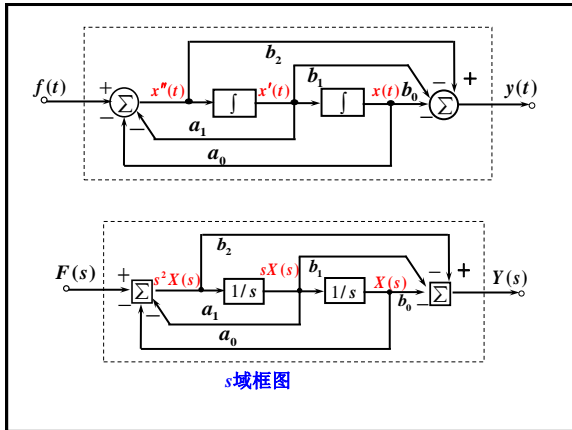 b₂
f(t) + Σ x″(t) ∫ x′(t) b₁ ∫ x(t) b₀ − + Σ y(t)
− − a₁ −
a₀
b₂
F(s) + Σ s²X(s) 1/s sX(s) b₁ 1/s X(s) b₀ − + Σ Y(s)
− − a₁ −
a₀
s域框图